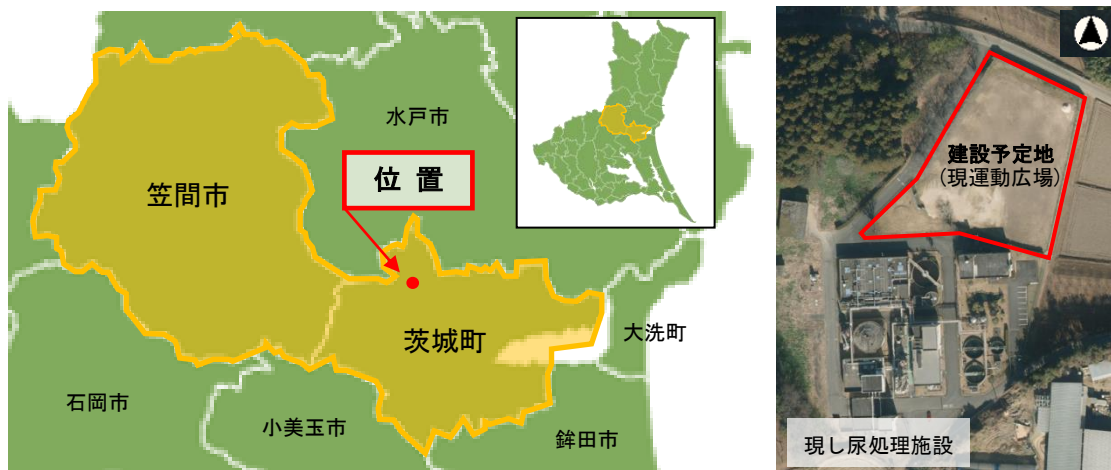 水戸市
位 置
笠間市
茨城町
大洗町
石岡市
小美玉市
鉾田市
建設予定地
(現運動広場)
現し尿処理施設